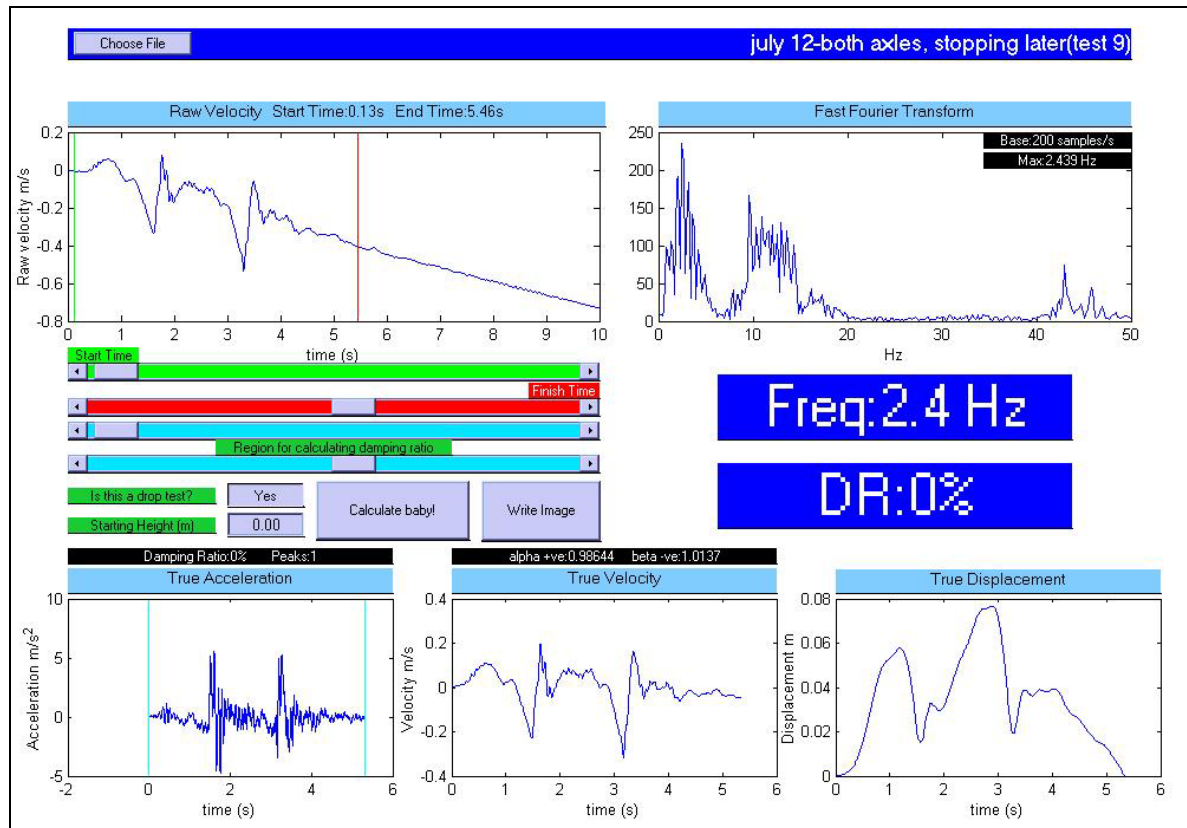 Choose File
july 12-both axles, stopping later(test 9)
Raw Velocity Start Time:0.13s End Time:5.46s
Raw velocity m/s
0.2
0
-0.2
-0.4
-0.6
-0.8
0 1 2 3 4 5 6 7 8 9 10
time (s)
Fast Fourier Transform
Base:200 samples/s
Max:2.439 Hz
250
200
150
100
50
0
0 10 20 30 40 50
Hz
Start Time
Finish Time
Region for calculating damping ratio
Is this a drop test? Yes
Starting Height (m) 0.00
Calculate baby!
Write Image
Freq:2.4 Hz
DR:0%
Damping Ratio:0% Peaks:1
True Acceleration
Acceleration m/s2
10
5
0
-5
-2 0 2 4 6
time (s)
alpha +ve:0.98644 beta -ve:1.0137
True Velocity
Velocity m/s
0.4
0.2
0
-0.2
-0.4
0 1 2 3 4 5 6
time (s)
True Displacement
Displacement m
0.08
0.06
0.04
0.02
0
0 1 2 3 4 5 6
time (s)